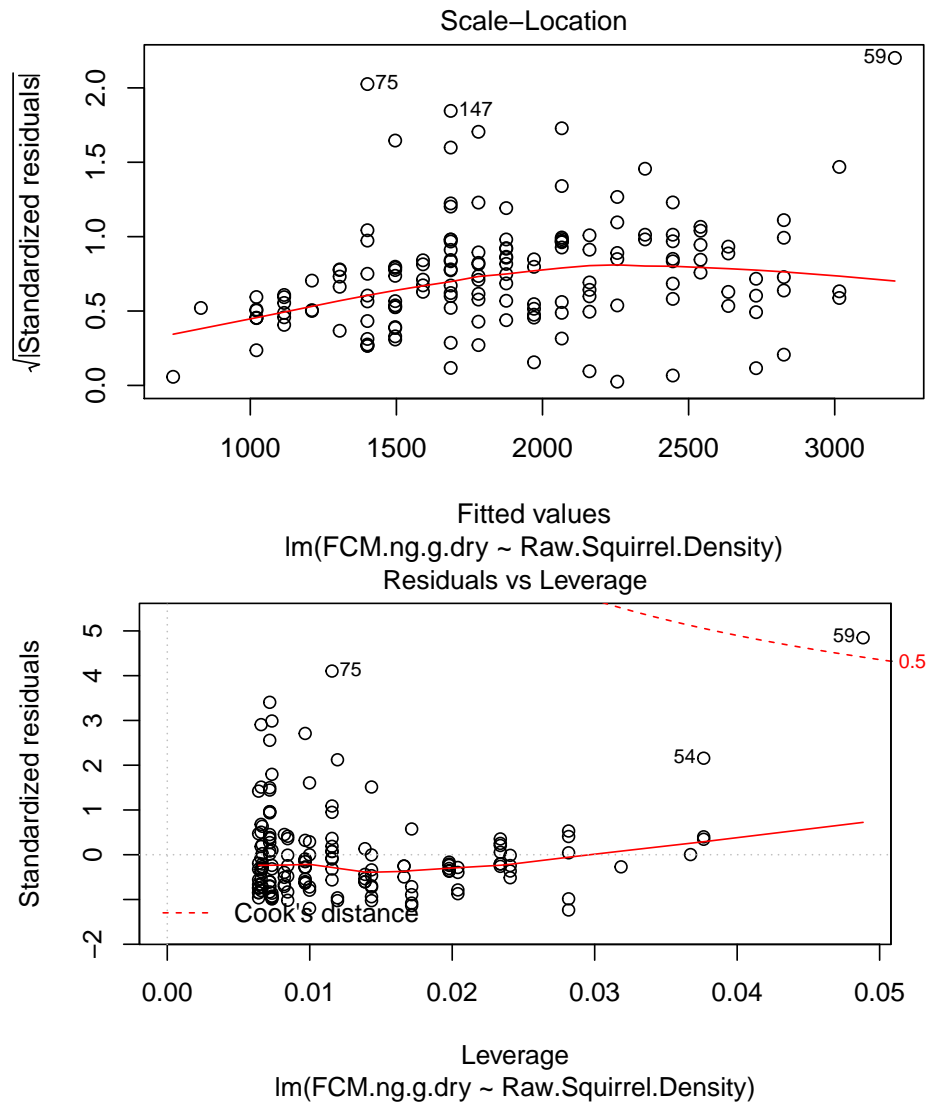 Scale−Location
√|Standardized residuals|
0.0 0.5 1.0 1.5 2.0
75
147
59
1000 1500 2000 2500 3000
Fitted values
lm(FCM.ng.g.dry ~ Raw.Squirrel.Density)
Residuals vs Leverage
Standardized residuals
−2 0 1 2 3 4 5
59
75
54
0.5
Cook's distance
0.00 0.01 0.02 0.03 0.04 0.05
Leverage
lm(FCM.ng.g.dry ~ Raw.Squirrel.Density)